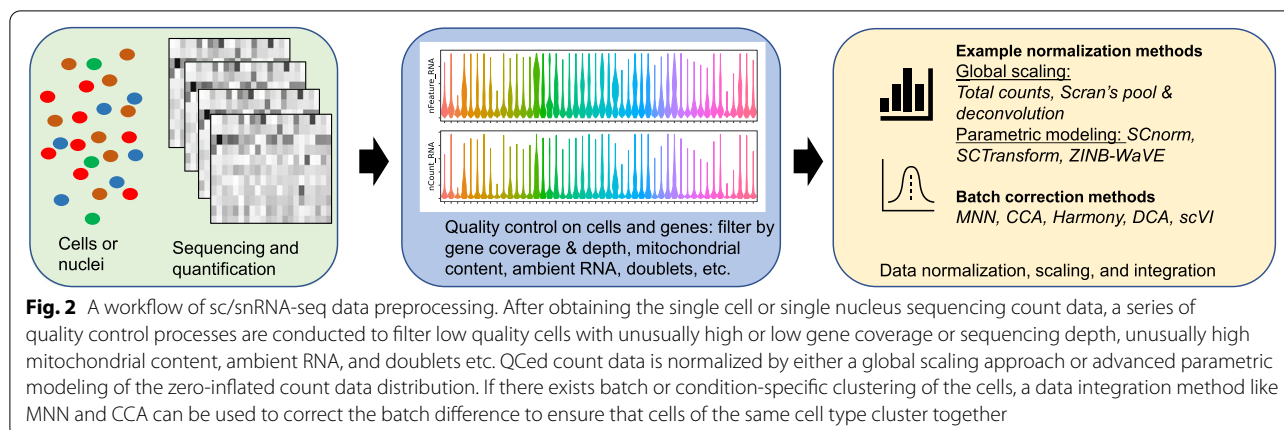 Cells or
nuclei
Sequencing and
quantification
nFeature_RNA
nCount_RNA
Quality control on cells and genes: filter by
gene coverage & depth, mitochondrial
content, ambient RNA, doublets, etc.
Example normalization methods
Global scaling:
Total counts, Scran's pool &
deconvolution
Parametric modeling: SCnorm,
SCTransform, ZINB-WaVE
Batch correction methods
MNN, CCA, Harmony, DCA, scVI
Data normalization, scaling, and integration
Fig. 2 A workflow of sc/snRNA-seq data preprocessing. After obtaining the single cell or single nucleus sequencing count data, a series of
quality control processes are conducted to filter low quality cells with unusually high or low gene coverage or sequencing depth, unusually high
mitochondrial content, ambient RNA, and doublets etc. QCed count data is normalized by either a global scaling approach or advanced parametric
modeling of the zero-inflated count data distribution. If there exists batch or condition-specific clustering of the cells, a data integration method like
MNN and CCA can be used to correct the batch difference to ensure that cells of the same cell type cluster together